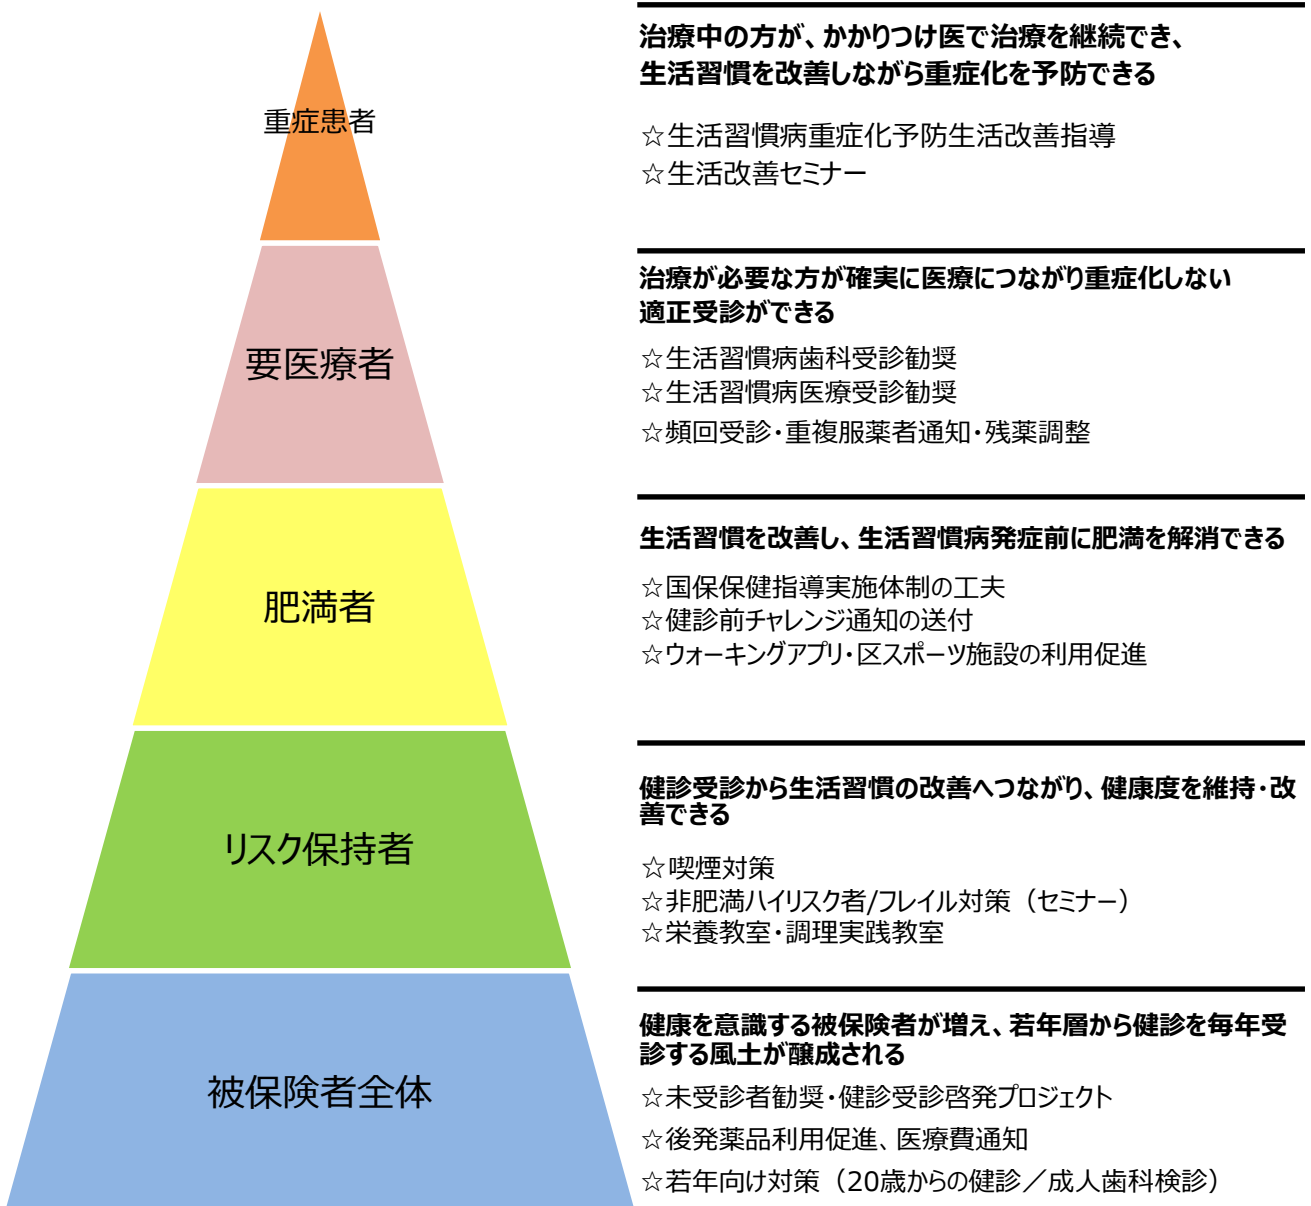 重症患者
治療中の方が、かかりつけ医で治療を継続でき、
生活習慣を改善しながら重症化を予防できる
☆生活習慣病重症化予防生活改善指導
☆生活改善セミナー
要医療者
治療が必要な方が確実に医療につながり重症化しない
適正受診ができる
☆生活習慣病歯科受診勧奨
☆生活習慣病医療受診勧奨
☆頻回受診・重複服薬者通知・残薬調整
肥満者
生活習慣を改善し、生活習慣病発症前に肥満を解消できる
☆国保保健指導実施体制の工夫
☆健診前チャレンジ通知の送付
☆ウォーキングアプリ・区スポーツ施設の利用促進
リスク保持者
健診受診から生活習慣の改善へつながり、健康度を維持・改
善できる
☆喫煙対策
☆非肥満ハイリスク者/フレイル対策（セミナー）
☆栄養教室・調理実践教室
被保険者全体
健康を意識する被保険者が増え、若年層から健診を毎年受
診する風土が醸成される
☆未受診者勧奨・健診受診啓発プロジェクト
☆後発薬品利用促進、医療費通知
☆若年向け対策（20歳からの健診／成人歯科検診）